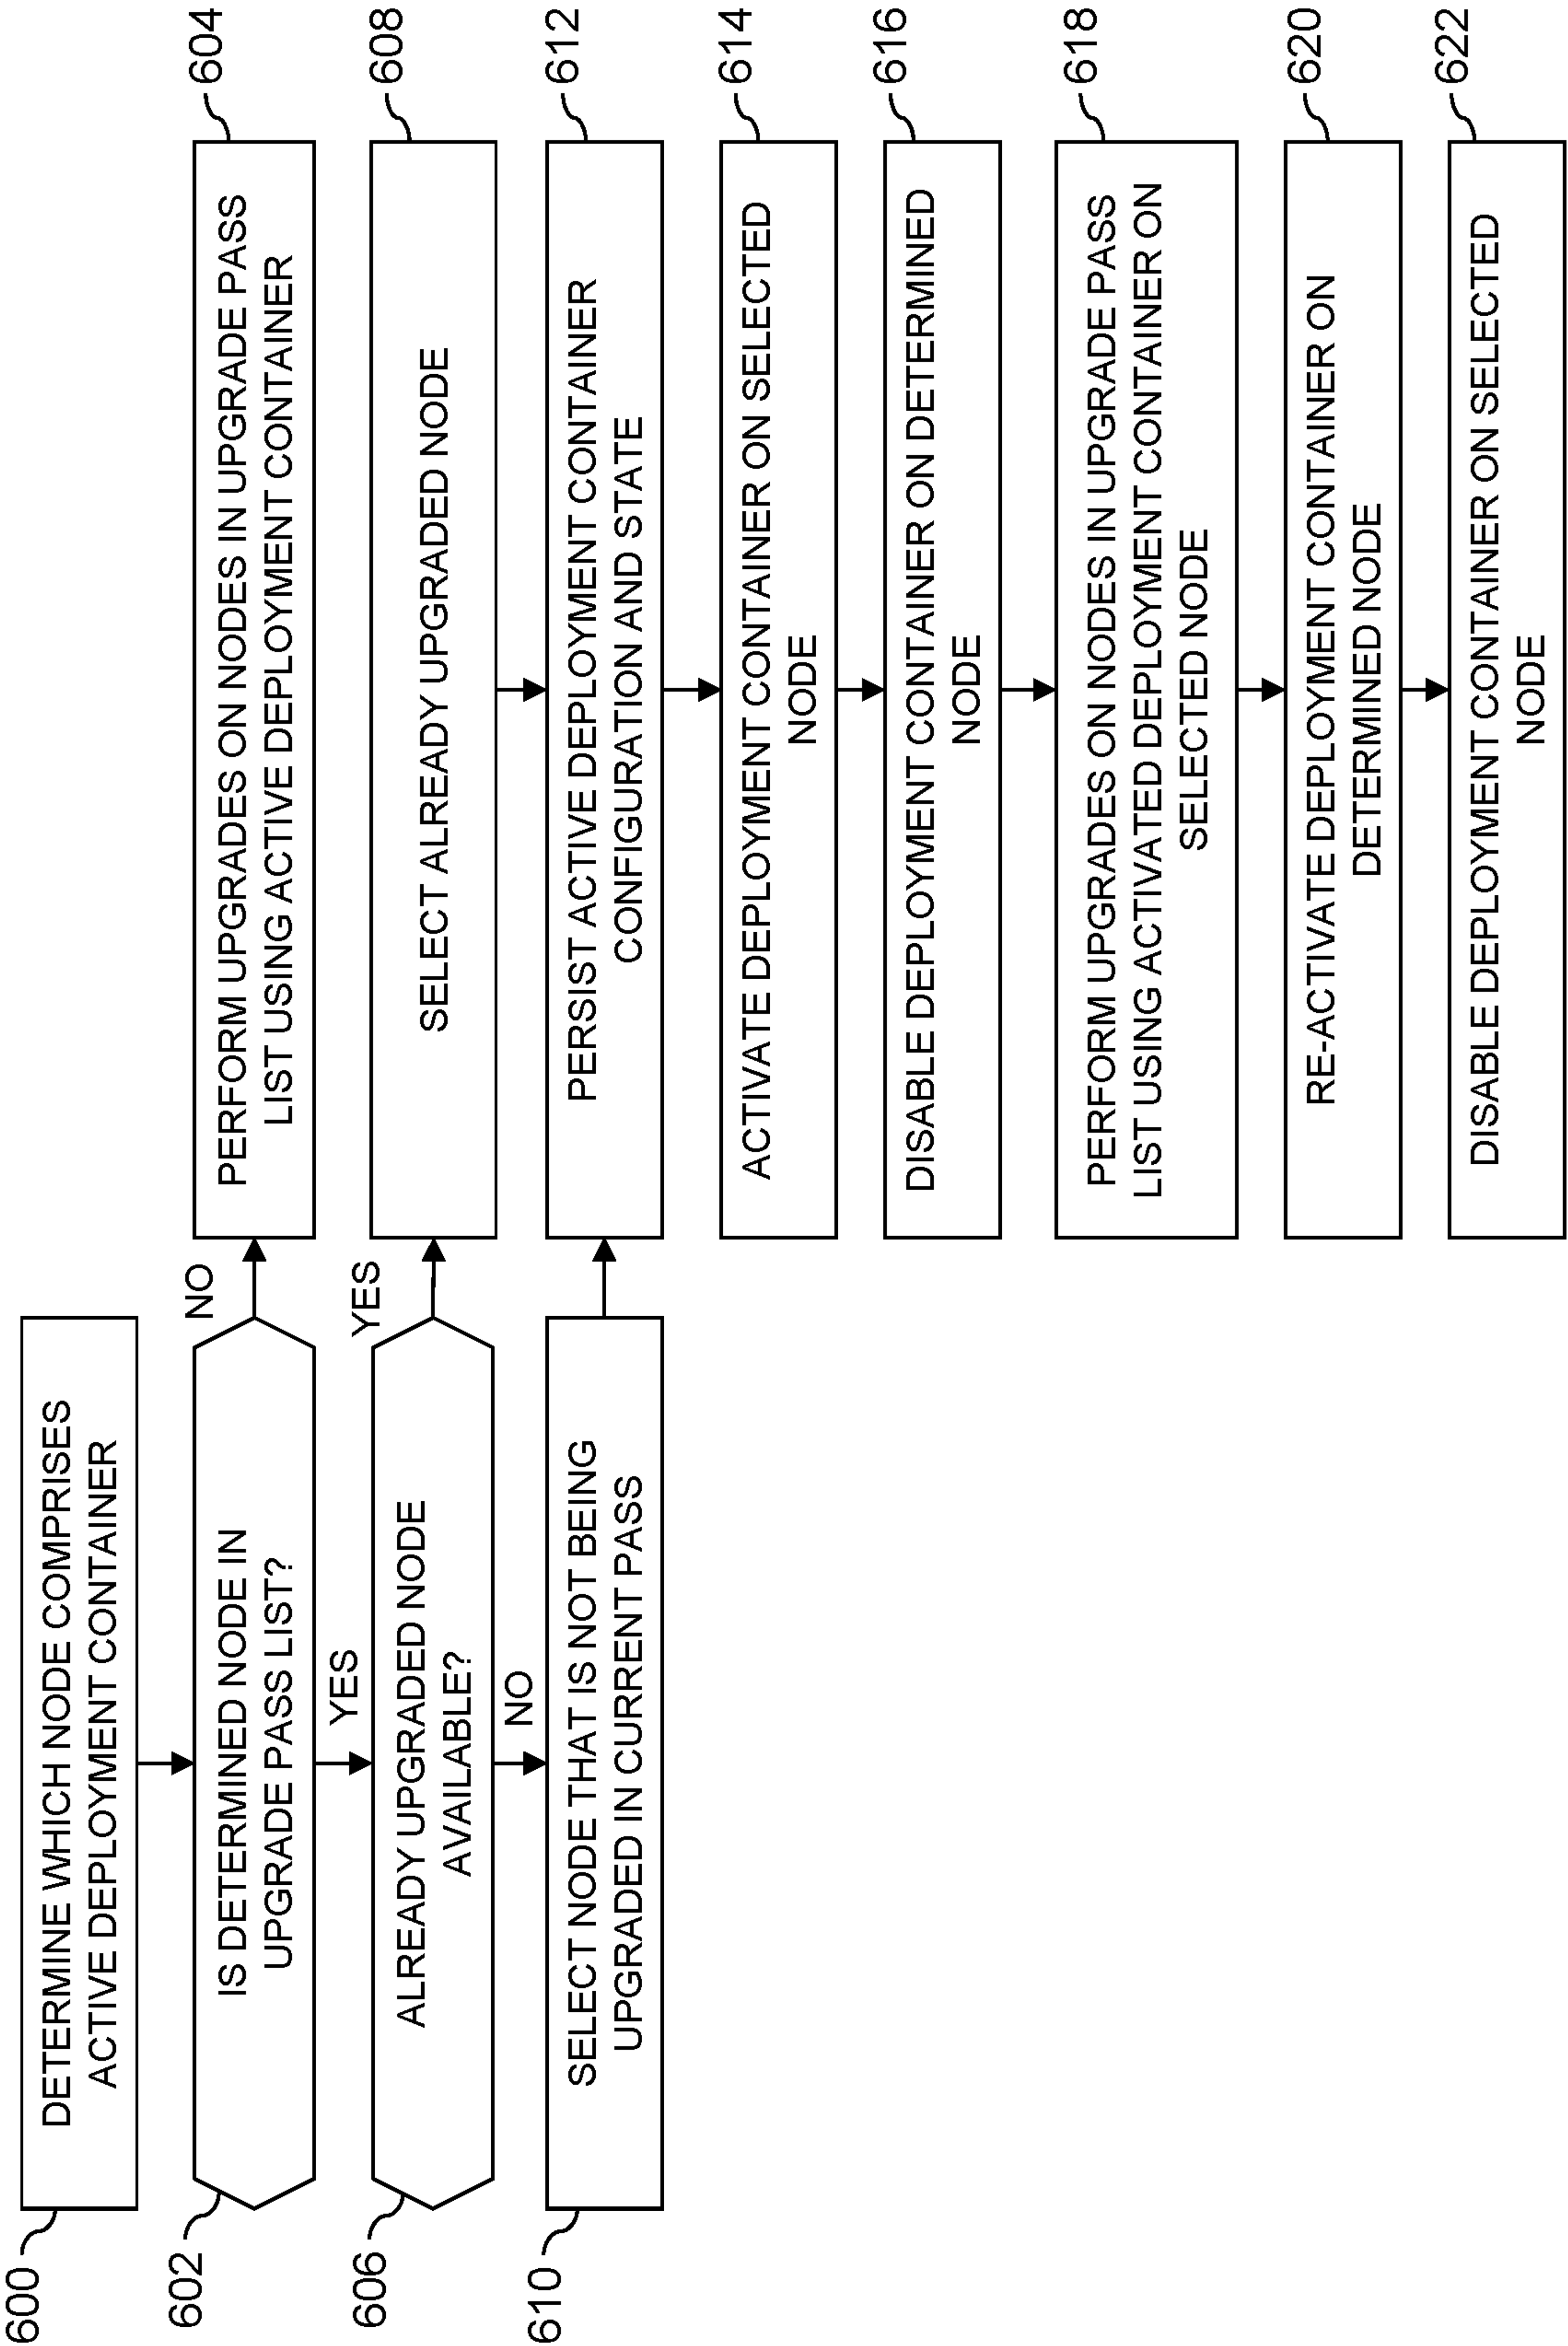 600
DETERMINE WHICH NODE COMPRISES
ACTIVE DEPLOYMENT CONTAINER
602
IS DETERMINED NODE IN
UPGRADE PASS LIST?
NO
604
PERFORM UPGRADES ON NODES IN UPGRADE PASS
LIST USING ACTIVE DEPLOYMENT CONTAINER
YES
606
ALREADY UPGRADED NODE
AVAILABLE?
YES
608
SELECT ALREADY UPGRADED NODE
NO
610
SELECT NODE THAT IS NOT BEING
UPGRADED IN CURRENT PASS
612
PERSIST ACTIVE DEPLOYMENT CONTAINER
CONFIGURATION AND STATE
614
ACTIVATE DEPLOYMENT CONTAINER ON SELECTED
NODE
616
DISABLE DEPLOYMENT CONTAINER ON DETERMINED
NODE
618
PERFORM UPGRADES ON NODES IN UPGRADE PASS
LIST USING ACTIVATED DEPLOYMENT CONTAINER ON
SELECTED NODE
620
RE-ACTIVATE DEPLOYMENT CONTAINER ON
DETERMINED NODE
622
DISABLE DEPLOYMENT CONTAINER ON SELECTED
NODE